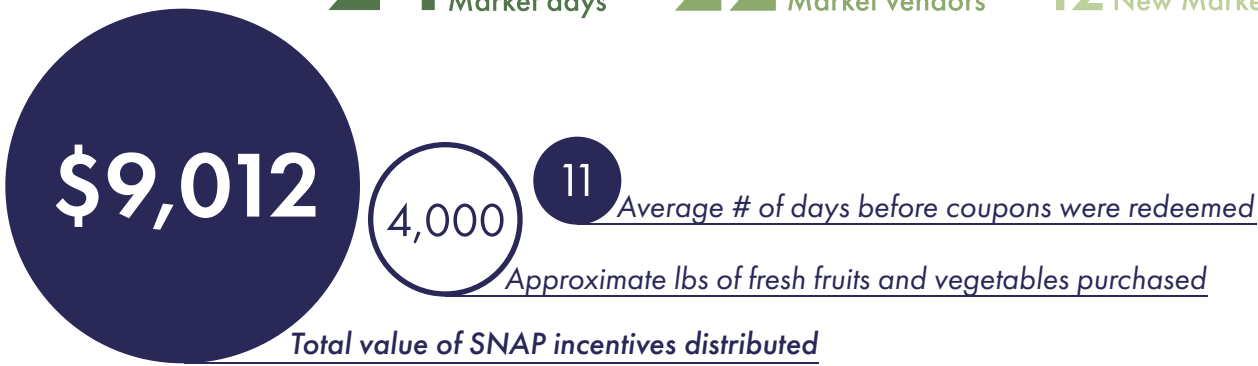 Market days Market vendors 12 New Marke
$9,012
4,000
11
Average # of days before coupons were redeemed
Approximate lbs of fresh fruits and vegetables purchased
Total value of SNAP incentives distributed